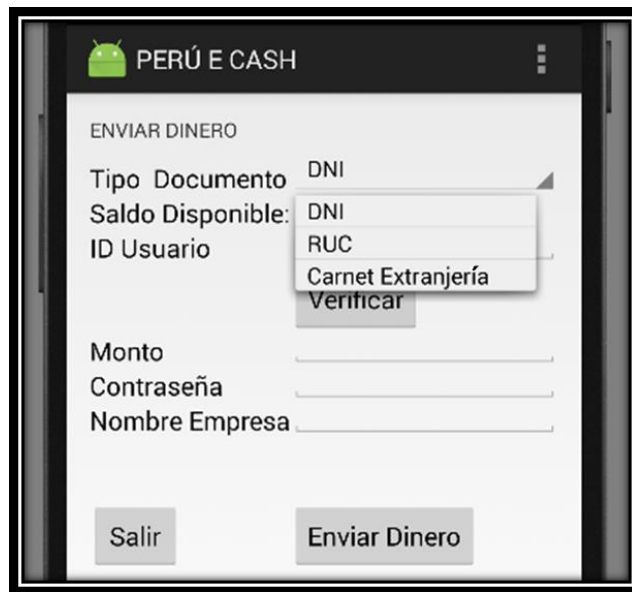 PERÚ E CASH
ENVIAR DINERO
Tipo Documento DNI
Saldo Disponible: DNI
ID Usuario RUC
Carnet Extranjería
Verificar
Monto
Contraseña
Nombre Empresa
Salir Enviar Dinero